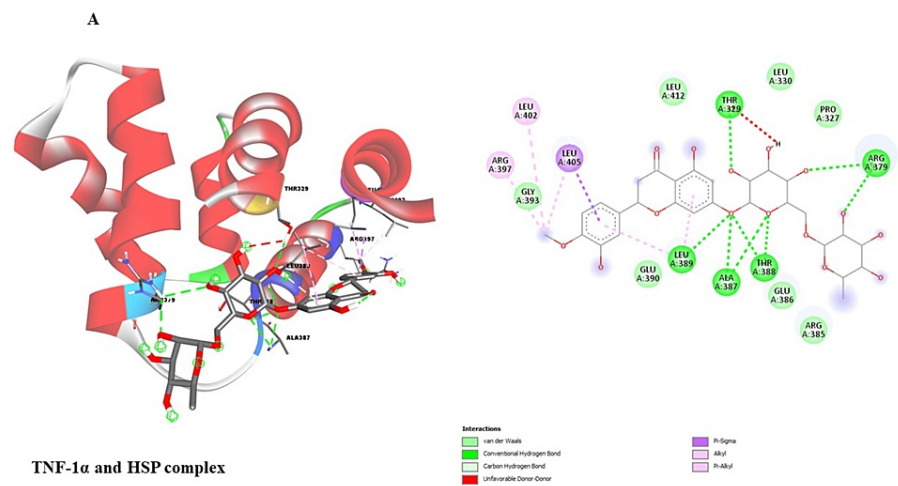 A
THR329
ARG397
LEU389
ALA387
TNF-1α and HSP complex
LEU
A:412
LEU
A:330
THR
A:329
PRO
A:327
LEU
A:402
LEU
A:405
ARG
A:397
GLY
A:393
ARG
A:379
O
H
GLU
A:390
LEU
A:389
ALA
A:387
THR
A:388
GLU
A:386
ARG
A:385
Interactions
van der Waals
Conventional Hydrogen Bond
Carbon Hydrogen Bond
Unfavorable Donor-Donor
Pi-Sigma
Alkyl
Pi-Alkyl